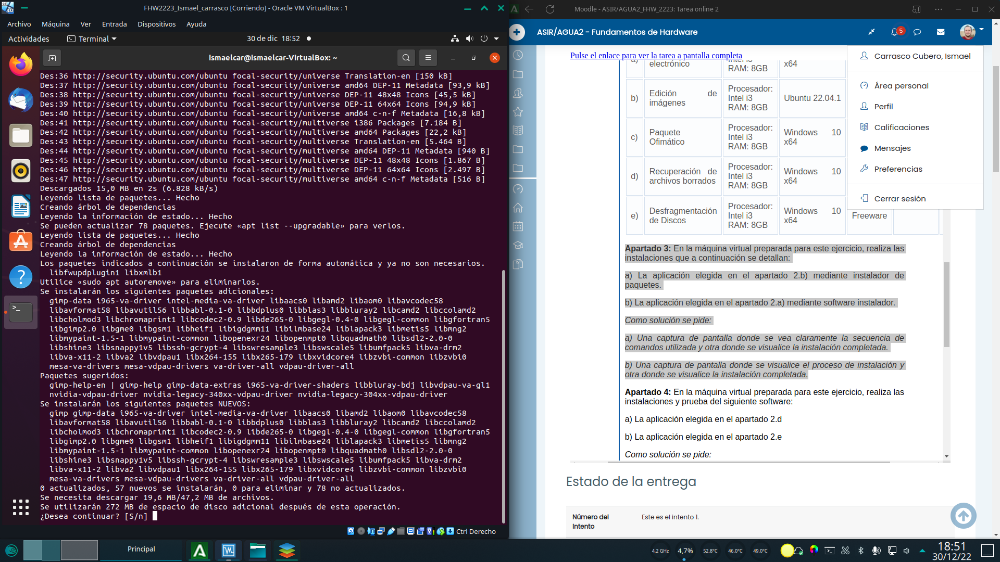 FHW2223_Ismael_carrasco [Corriendo] - Oracle VM VirtualBox : 1
Archivo Máquina Ver Entrada Dispositivos Ayuda
Actividades Terminal 30 de dic 18:52
ismaelcar@ismaelcar-VirtualBox: ~
Des:36 http://security.ubuntu.com/ubuntu focal-security/universe Translation-en [150 kB]
Des:37 http://security.ubuntu.com/ubuntu focal-security/universe amd64 DEP-11 Metadata [93,9 kB]
Des:38 http://security.ubuntu.com/ubuntu focal-security/universe DEP-11 48x48 Icons [45,5 kB]
Des:39 http://security.ubuntu.com/ubuntu focal-security/universe DEP-11 64x64 Icons [94,9 kB]
Des:40 http://security.ubuntu.com/ubuntu focal-security/universe amd64 c-n-f Metadata [16,8 kB]
Des:41 http://security.ubuntu.com/ubuntu focal-security/multiverse i386 Packages [7.184 B]
Des:42 http://security.ubuntu.com/ubuntu focal-security/multiverse amd64 Packages [22,2 kB]
Des:43 http://security.ubuntu.com/ubuntu focal-security/multiverse Translation-en [5.464 B]
Des:44 http://security.ubuntu.com/ubuntu focal-security/multiverse amd64 DEP-11 Metadata [940 B]
Des:45 http://security.ubuntu.com/ubuntu focal-security/multiverse DEP-11 48x48 Icons [1.867 B]
Des:46 http://security.ubuntu.com/ubuntu focal-security/multiverse DEP-11 64x64 Icons [2.497 B]
Des:47 http://security.ubuntu.com/ubuntu focal-security/multiverse amd64 c-n-f Metadata [516 B]
Descargados 15,0 MB en 2s (6.828 kB/s)
Leyendo lista de paquetes... Hecho
Creando árbol de dependencias
Leyendo la información de estado... Hecho
Se pueden actualizar 78 paquetes. Ejecute «apt list --upgradable» para verlos.
Leyendo lista de paquetes... Hecho
Creando árbol de dependencias
Leyendo la información de estado... Hecho
Los paquetes indicados a continuación se instalaron de forma automática y ya no son necesarios.
libfwupdplugin1 libxmlb1
Utilice «sudo apt autoremove» para eliminarlos.
Se instalarán los siguientes paquetes adicionales:
gimp-data i965-va-driver intel-media-va-driver libaacs0 libamd2 libaom0 libavcodec58
libavformat58 libavutil56 libbabl-0.1-0 libbdplus0 libblas3 libbluray2 libcamd2 libccolamd2
libcholmod3 libchromaprint1 libcodec2-0.9 libde265-0 libgegl-0.4-0 libgegl-common libgfortran5
libgimp2.0 libgme0 libgsm1 libheif1 libigdgmm11 libilmbase24 liblapack3 libmetis5 libmng2
libmypaint-1.5-1 libmypaint-common libopenexr24 libopenmpt0 libquadmath0 libsdl2-2.0-0
libshine3 libsnappy1v5 libssh-gcrypt-4 libswresample3 libswscale5 libumfpack5 libva-drm2
libva-x11-2 libva2 libvdpau1 libx264-155 libx265-179 libxvidcore4 libzvbi-common libzvbi0
mesa-va-drivers mesa-vdpau-drivers va-driver-all vdpau-driver-all
Paquetes sugeridos:
gimp-help-en | gimp-help gimp-data-extras i965-va-driver-shaders libbluray-bdj libvdpau-va-gl1
nvidia-vdpau-driver nvidia-legacy-340xx-vdpau-driver nvidia-legacy-304xx-vdpau-driver
Se instalarán los siguientes paquetes NUEVOS:
gimp gimp-data i965-va-driver intel-media-va-driver libaacs0 libamd2 libaom0 libavcodec58
libavformat58 libavutil56 libbabl-0.1-0 libbdplus0 libblas3 libbluray2 libcamd2 libccolamd2
libcholmod3 libchromaprint1 libcodec2-0.9 libde265-0 libgegl-0.4-0 libgegl-common libgfortran5
libgimp2.0 libgme0 libgsm1 libheif1 libigdgmm11 libilmbase24 liblapack3 libmetis5 libmng2
libmypaint-1.5-1 libmypaint-common libopenexr24 libopenmpt0 libquadmath0 libsdl2-2.0-0
libshine3 libsnappy1v5 libssh-gcrypt-4 libswresample3 libswscale5 libumfpack5 libva-drm2
libva-x11-2 libva2 libvdpau1 libx264-155 libx265-179 libxvidcore4 libzvbi-common libzvbi0
mesa-va-drivers mesa-vdpau-drivers va-driver-all vdpau-driver-all
0 actualizados, 57 nuevos se instalarán, 0 para eliminar y 78 no actualizados.
Se necesita descargar 19,6 MB/47,2 MB de archivos.
Se utilizarán 272 MB de espacio de disco adicional después de esta operación.
¿Desea continuar? [S/n]
Ctrl Derecho
Moodle - ASIR/AGUA2_FHW_2223: Tarea online 2
ASIR/AGUA2 - Fundamentos de Hardware
5
Pulse el enlace para ver la tarea a pantalla completa
a) electrónico Intel i3 RAM: 8GB x64
b) Edición de imágenes Procesador: Intel i3 RAM: 8GB Ubuntu 22.04.1
c) Paquete Ofimático Procesador: Intel i3 RAM: 8GB Windows 10 x64
d) Recuperación de archivos borrados Procesador: Intel i3 RAM: 8GB Windows 10 x64
e) Desfragmentación de Discos Procesador: Intel i3 RAM: 8GB Windows 10 x64 Freeware
Carrasco Cubero, Ismael
Área personal
Perfil
Calificaciones
Mensajes
Preferencias
Cerrar sesión
Apartado 3: En la máquina virtual preparada para este ejercicio, realiza las
instalaciones que a continuación se detallan:
a) La aplicación elegida en el apartado 2.b) mediante instalador de
paquetes.
b) La aplicación elegida en el apartado 2.a) mediante software instalador.
Como solución se pide:
a) Una captura de pantalla donde se vea claramente la secuencia de
comandos utilizada y otra donde se visualice la instalación completada.
b) Una captura de pantalla donde se visualice el proceso de instalación y
otra donde se visualice la instalación completada.
Apartado 4: En la máquina virtual preparada para este ejercicio, realiza las
instalaciones y prueba del siguiente software:
a) La aplicación elegida en el apartado 2.d
b) La aplicación elegida en el apartado 2.e
Como solución se pide:
Estado de la entrega
Número del Intento
Este es el intento 1.
Principal
4,2 GHz 4,7% 52,8°C 46,0°C 49,0°C
18:51
30/12/22